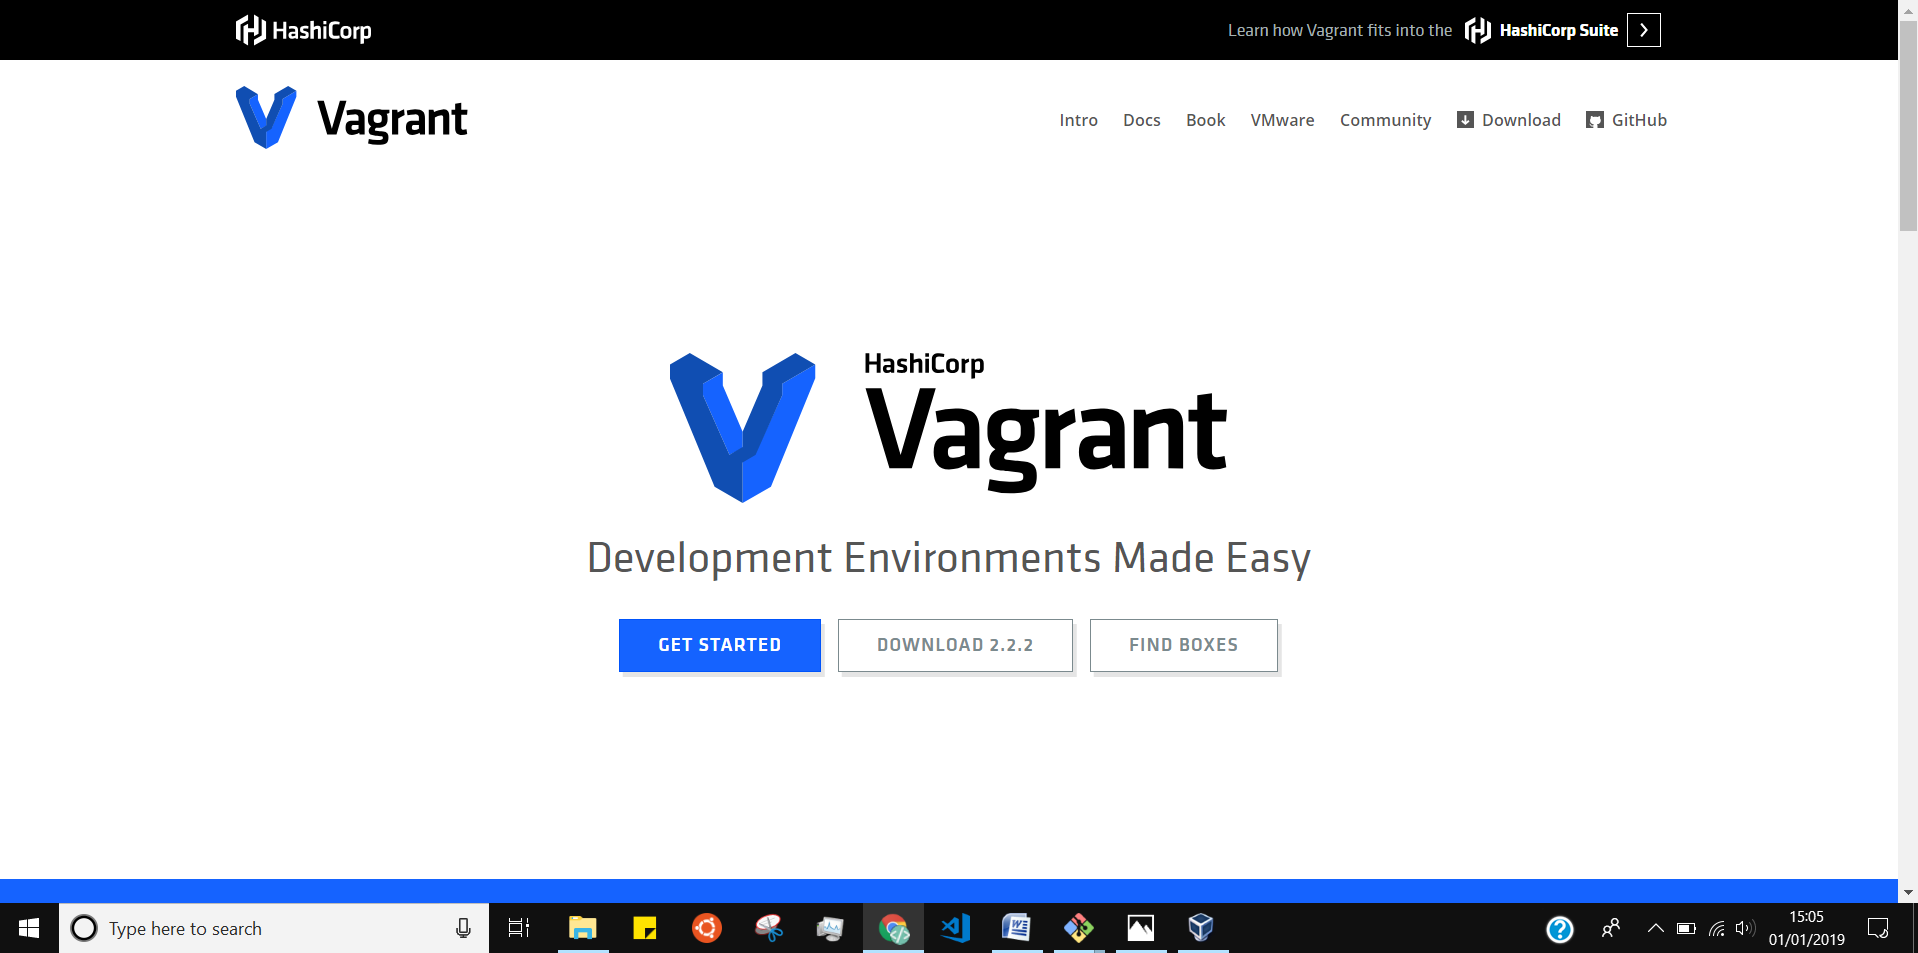 HashiCorp
Learn how Vagrant fits into the HashiCorp Suite
Vagrant
Intro Docs Book VMware Community Download GitHub
HashiCorp
Vagrant
Development Environments Made Easy
GET STARTED DOWNLOAD 2.2.2 FIND BOXES
Type here to search
15:05
01/01/2019